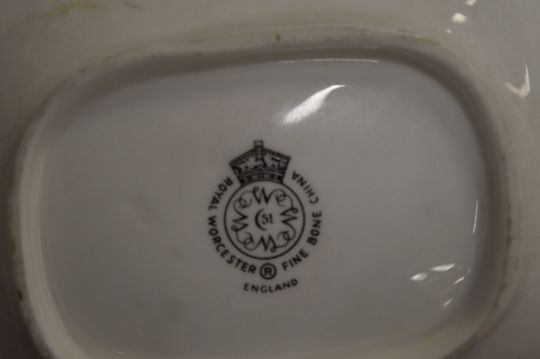 ROYAL WORCESTER ® FINE BONE CHINA
51
ENGLAND